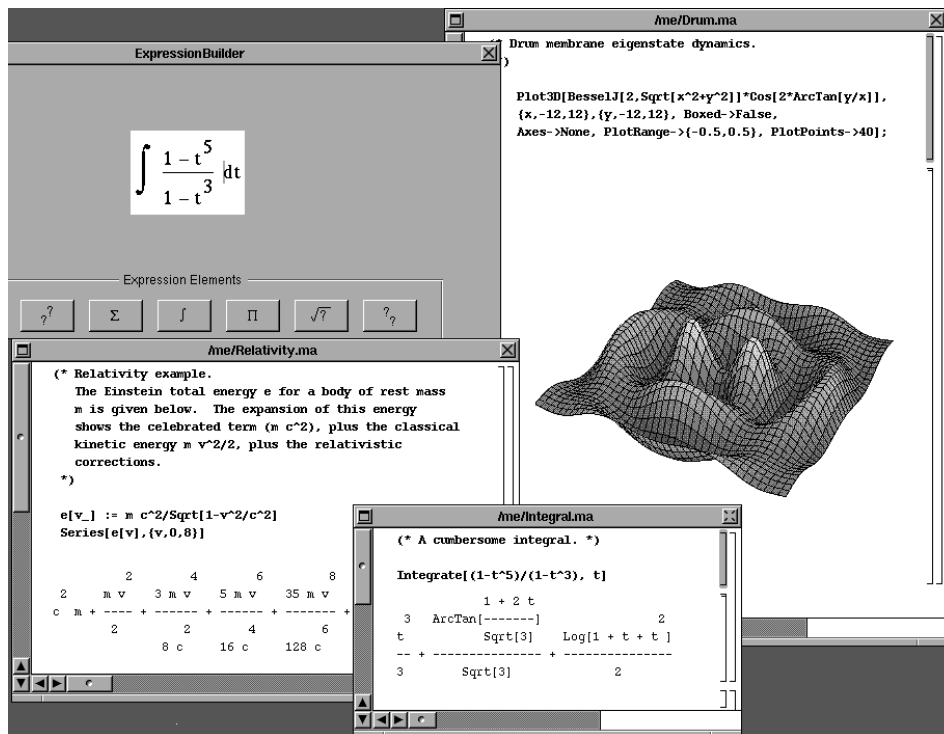 /me/Drum.ma
(* Drum membrane eigenstate dynamics.
*)
Plot3D[BesselJ[2,Sqrt[x^2+y^2]]*Cos[2*ArcTan[y/x]],
{x,-12,12},{y,-12,12}, Boxed->False,
Axes->None, PlotRange->{-0.5,0.5}, PlotPoints->40];
ExpressionBuilder
∫ (1 – t^5)/(1 – t^3) dt
Expression Elements
?^? Σ ∫ Π √? ?_?
/me/Relativity.ma
(* Relativity example.
The Einstein total energy e for a body of rest mass
m is given below.  The expansion of this energy
shows the celebrated term (m c^2), plus the classical
kinetic energy m v^2/2, plus the relativistic
corrections.
*)
e[v_] := m c^2/Sqrt[1-v^2/c^2]
Series[e[v],{v,0,8}]
          2        4        6         8
 2     m v    3 m v    5 m v    35 m v
c  m + ---- + ------ + ------ + ------- +
        2         2         4         6
               8 c      16 c     128 c
/me/Integral.ma
(* A cumbersome integral. *)
Integrate[(1-t^5)/(1-t^3), t]
            1 + 2 t
 3   ArcTan[-------]                 2
t           Sqrt[3]    Log[1 + t + t ]
-- + --------------- + ---------------
3        Sqrt[3]              2